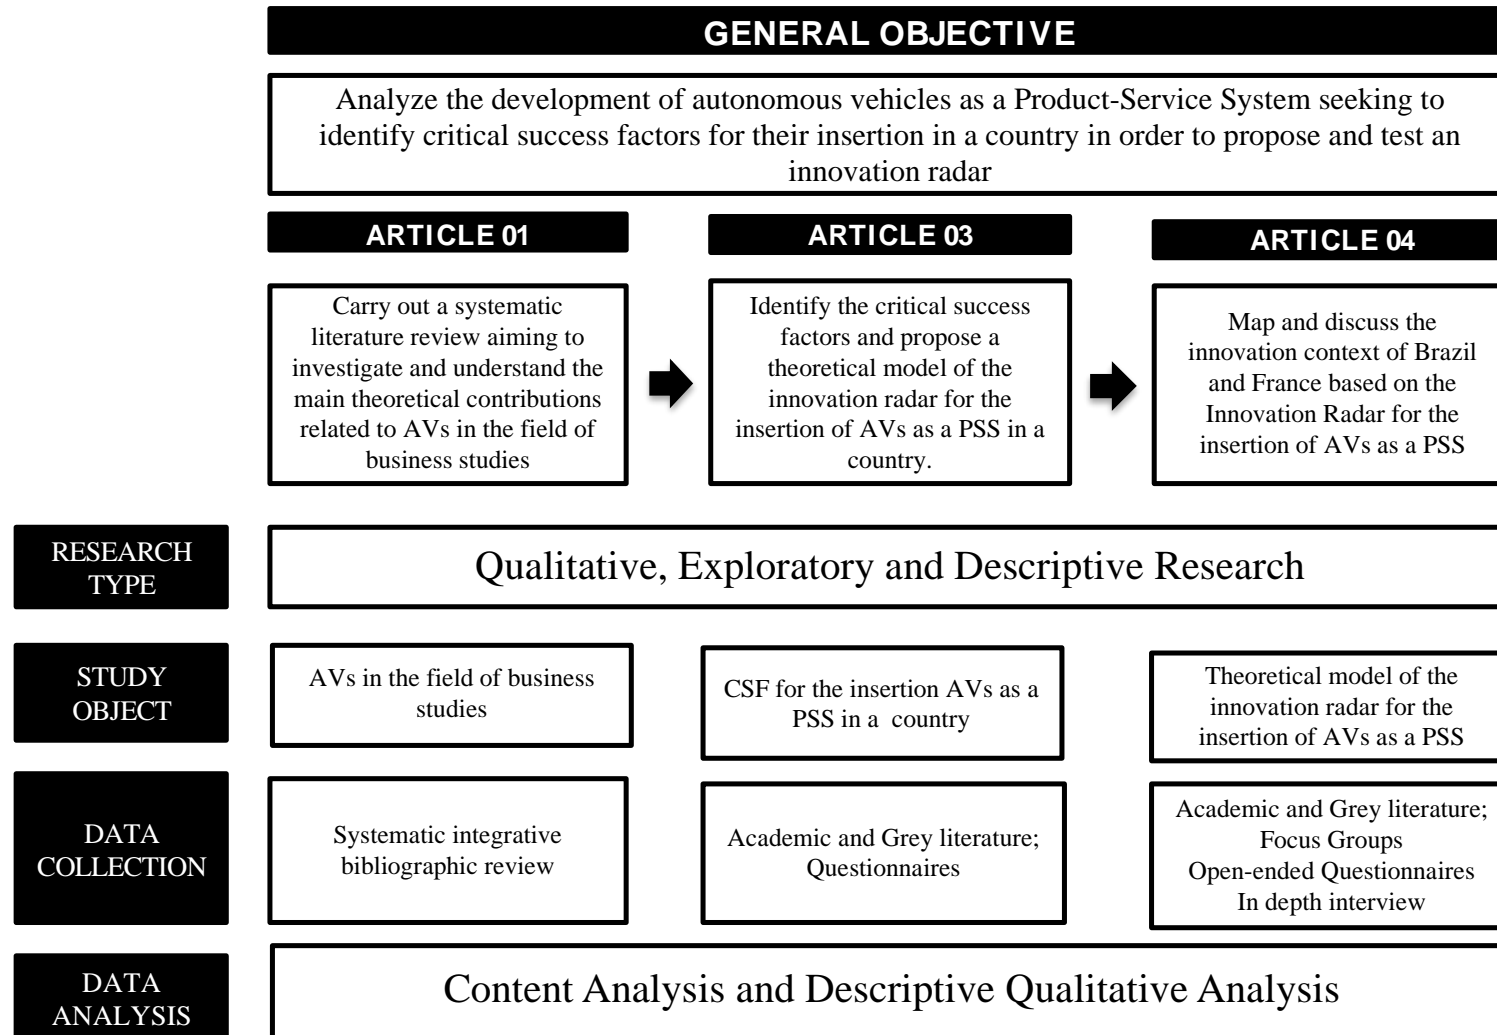 GENERAL OBJECTIVE
Analyze the development of autonomous vehicles as a Product-Service System seeking to
identify critical success factors for their insertion in a country in order to propose and test an
innovation radar
ARTICLE 01
Carry out a systematic
literature review aiming to
investigate and understand the
main theoretical contributions
related to AVs in the field of
business studies
ARTICLE 03
Identify the critical success
factors and propose a
theoretical model of the
innovation radar for the
insertion of AVs as a PSS in a
country.
ARTICLE 04
Map and discuss the
innovation context of Brazil
and France based on the
Innovation Radar for the
insertion of AVs as a PSS
RESEARCH
TYPE
Qualitative, Exploratory and Descriptive Research
STUDY
OBJECT
AVs in the field of business
studies
CSF for the insertion AVs as a
PSS in a country
Theoretical model of the
innovation radar for the
insertion of AVs as a PSS
DATA
COLLECTION
Systematic integrative
bibliographic review
Academic and Grey literature;
Questionnaires
Academic and Grey literature;
Focus Groups
Open-ended Questionnaires
In depth interview
DATA
ANALYSIS
Content Analysis and Descriptive Qualitative Analysis